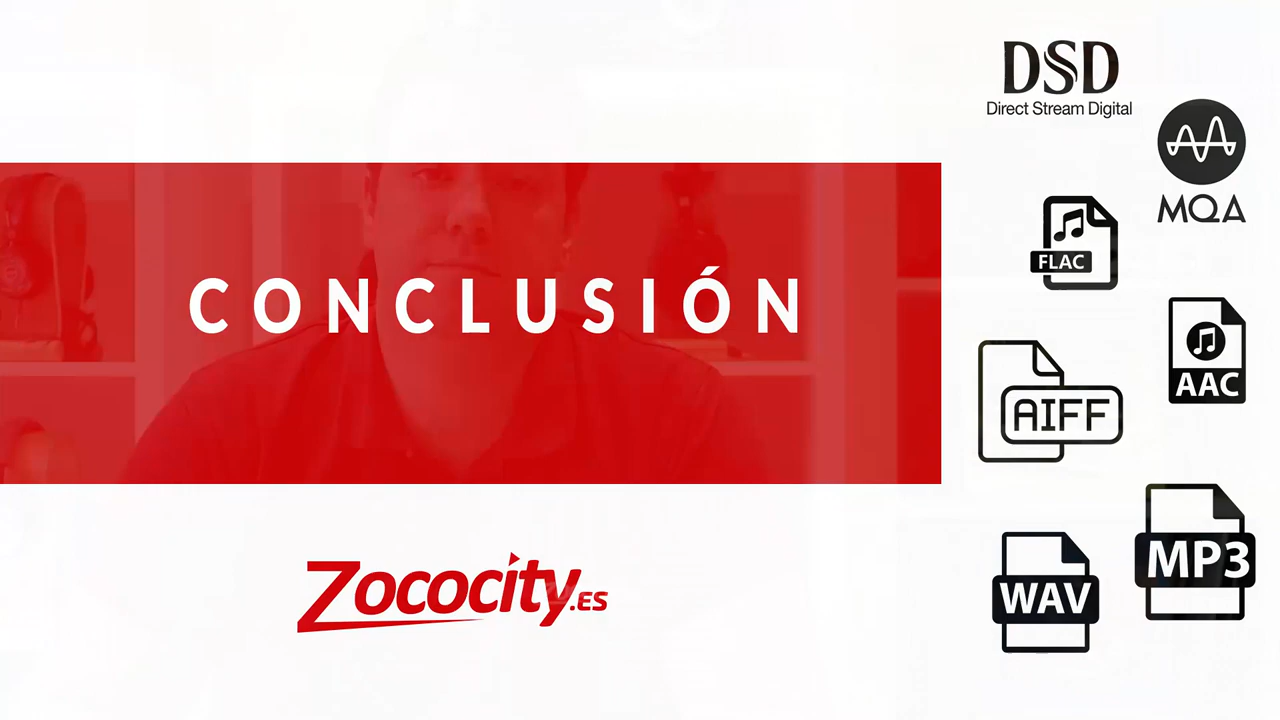 CONCLUSIÓN
Zococity.es
DSD
Direct Stream Digital
MQA
FLAC
AAC
AIFF
MP3
WAV